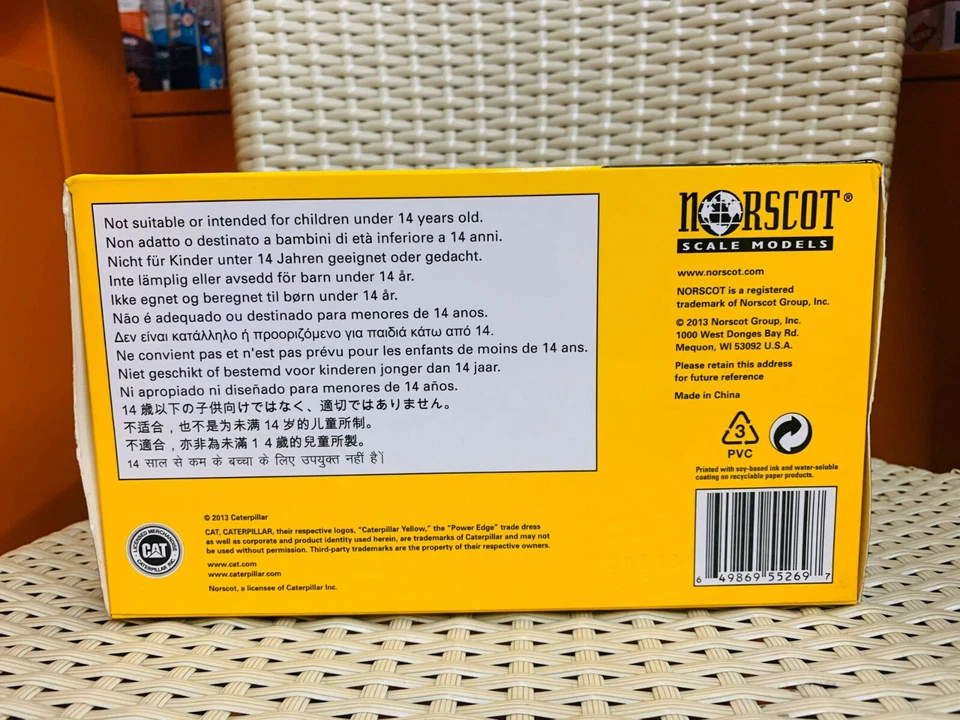 Not suitable or intended for children under 14 years old.
Non adatto o destinato a bambini di età inferiore a 14 anni.
Nicht für Kinder unter 14 Jahren geeignet oder gedacht.
Inte lämplig eller avsedd för barn under 14 år.
Ikke egnet og beregnet til børn under 14 år.
Não é adequado ou destinado para menores de 14 anos.
Δεν είναι κατάλληλο ή προοριζόμενο για παιδιά κάτω από 14.
Ne convient pas et n'est pas prévu pour les enfants de moins de 14 ans.
Niet geschikt of bestemd voor kinderen jonger dan 14 jaar.
Ni apropiado ni diseñado para menores de 14 años.
14 歳以下の子供向けではなく、適切ではありません。
不适合，也不是为未满 14 岁的儿童所制。
不適合，亦非為未滿 1 4 歲的兒童所製。
14 साल से कम के बच्चा के लिए उपयुक्त नहीं है|
NORSCOT®
SCALE MODELS
www.norscot.com
NORSCOT is a registered
trademark of Norscot Group, Inc.
© 2013 Norscot Group, Inc.
1000 West Donges Bay Rd.
Mequon, WI 53092 U.S.A.
Please retain this address
for future reference
Made in China
3
PVC
Printed with soy-based ink and water-soluble
coating on recyclable paper products.
6 49869 55269 7
LICENSED MERCHANDISE
CAT
CATERPILLAR INC.
© 2013 Caterpillar
CAT, CATERPILLAR, their respective logos, "Caterpillar Yellow," the "Power Edge" trade dress
as well as corporate and product identity used herein, are trademarks of Caterpillar and may not
be used without permission. Third-party trademarks are the property of their respective owners.
www.cat.com
www.caterpillar.com
Norscot, a licensee of Caterpillar Inc.